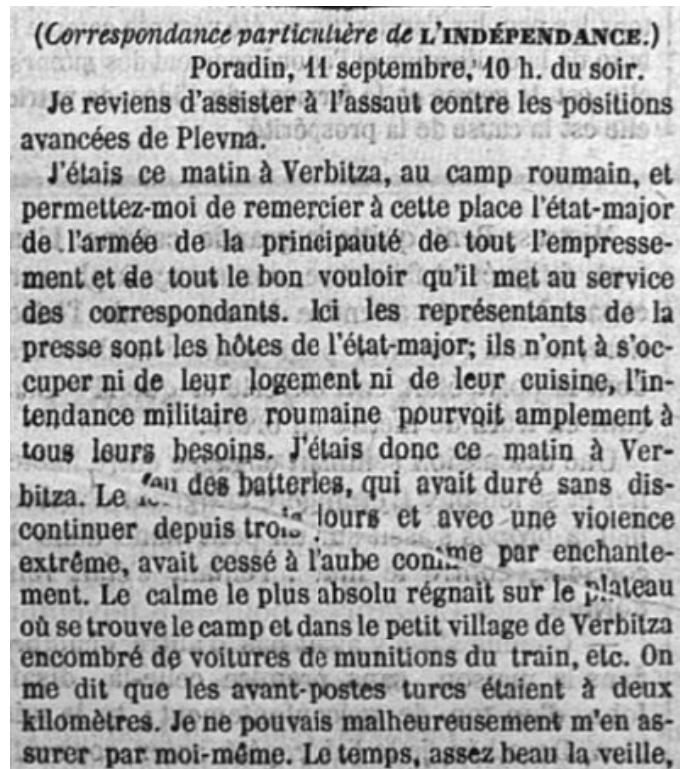 (Correspondance particulière de L'INDÉPENDANCE.)
Poradin, 11 septembre, 10 h. du soir.
Je reviens d'assister à l'assaut contre les positions
avancées de Plevna.
J'étais ce matin à Verbitza, au camp roumain, et
permettez-moi de remercier à cette place l'état-major
de l'armée de la principauté de tout l'empresse-
ment et de tout le bon vouloir qu'il met au service
des correspondants. Ici les représentants de la
presse sont les hôtes de l'état-major; ils n'ont à s'oc-
cuper ni de leur logement ni de leur cuisine, l'in-
tendance militaire roumaine pourvoit amplement à
tous leurs besoins. J'étais donc ce matin à Ver-
bitza. Le feu des batteries, qui avait duré sans dis-
continuer depuis trois jours et avec une violence
extrême, avait cessé à l'aube comme par enchante-
ment. Le calme le plus absolu régnait sur le plateau
où se trouve le camp et dans le petit village de Verbitza
encombré de voitures de munitions du train, etc. On
me dit que les avant-postes turcs étaient à deux
kilomètres. Je ne pouvais malheureusement m'en as-
surer par moi-même. Le temps, assez beau la veille,